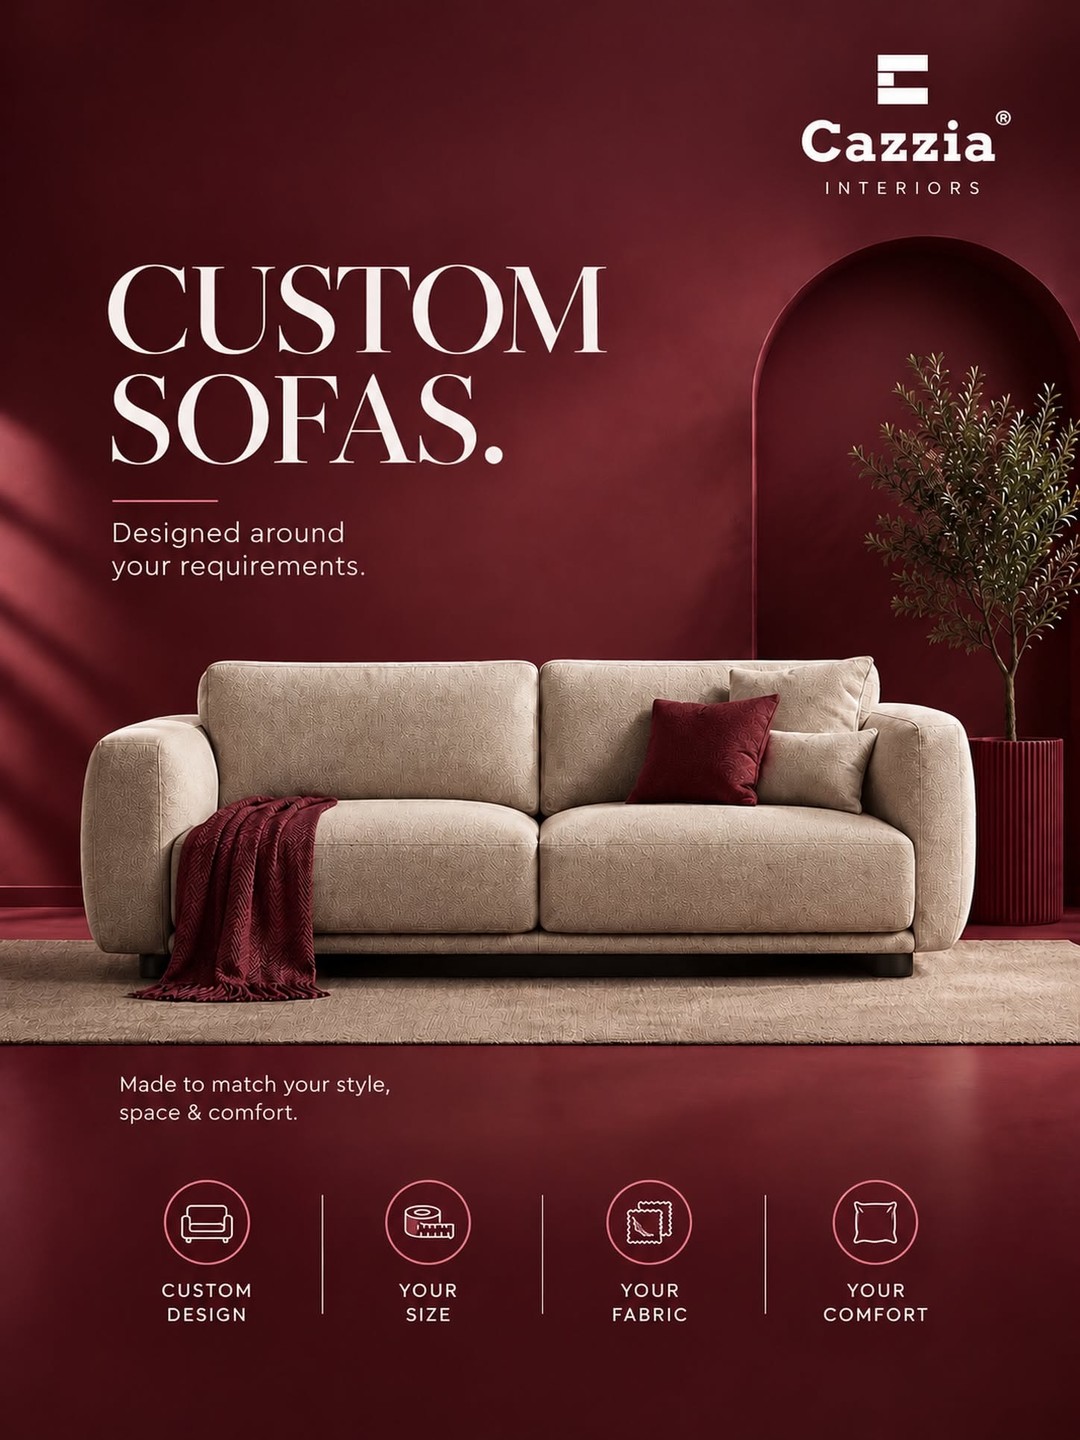 Cazzia®
INTERIORS
CUSTOM
SOFAS.
Designed around
your requirements.
Made to match your style,
space & comfort.
CUSTOM
DESIGN
YOUR
SIZE
YOUR
FABRIC
YOUR
COMFORT